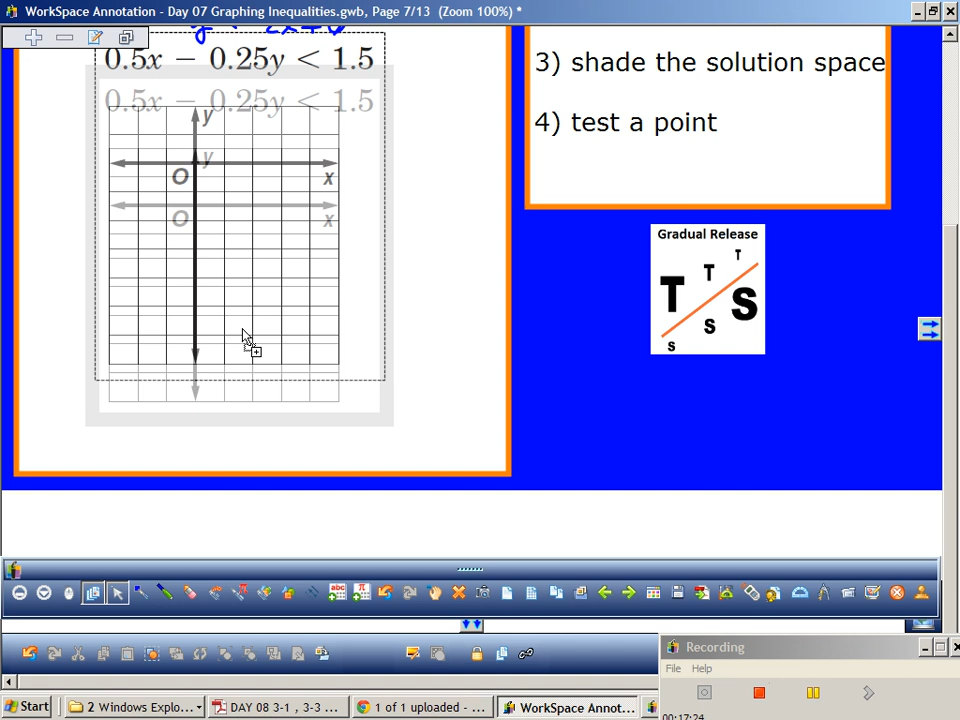 WorkSpace Annotation - Day 07 Graphing Inequalities.gwb, Page 7/13 (Zoom 100%) *
0.5x − 0.25y < 1.5
0.5x − 0.25y < 1.5
y
y
O
x
O
x
3) shade the solution space
4) test a point
Gradual Release
T
T
T
S
S
s
Recording
File Help
00:17:24
Start
2 Windows Explo...
DAY 08 3-1 , 3-3 ...
1 of 1 uploaded - ...
WorkSpace Annot...